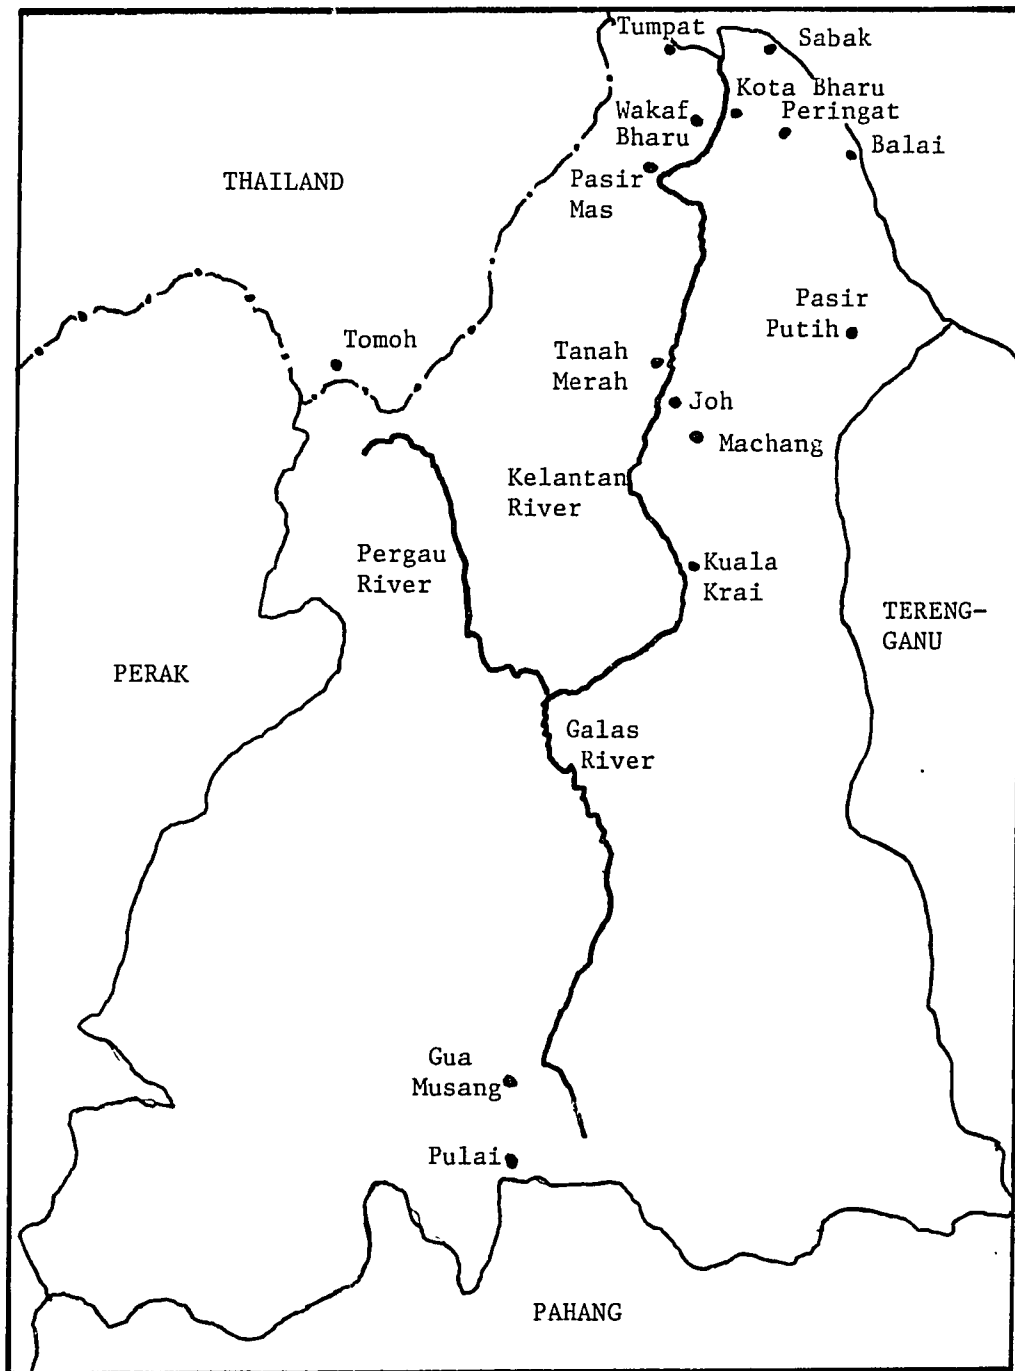 Tumpat
Sabak
Kota Bharu
Wakaf
Bharu
Peringat
Balai
THAILAND
Pasir
Mas
Pasir
Putih
Tomoh
Tanah
Merah
Joh
Machang
Kelantan
River
Pergau
River
Kuala
Krai
TERENG-
GANU
PERAK
Galas
River
Gua
Musang
Pulai
PAHANG